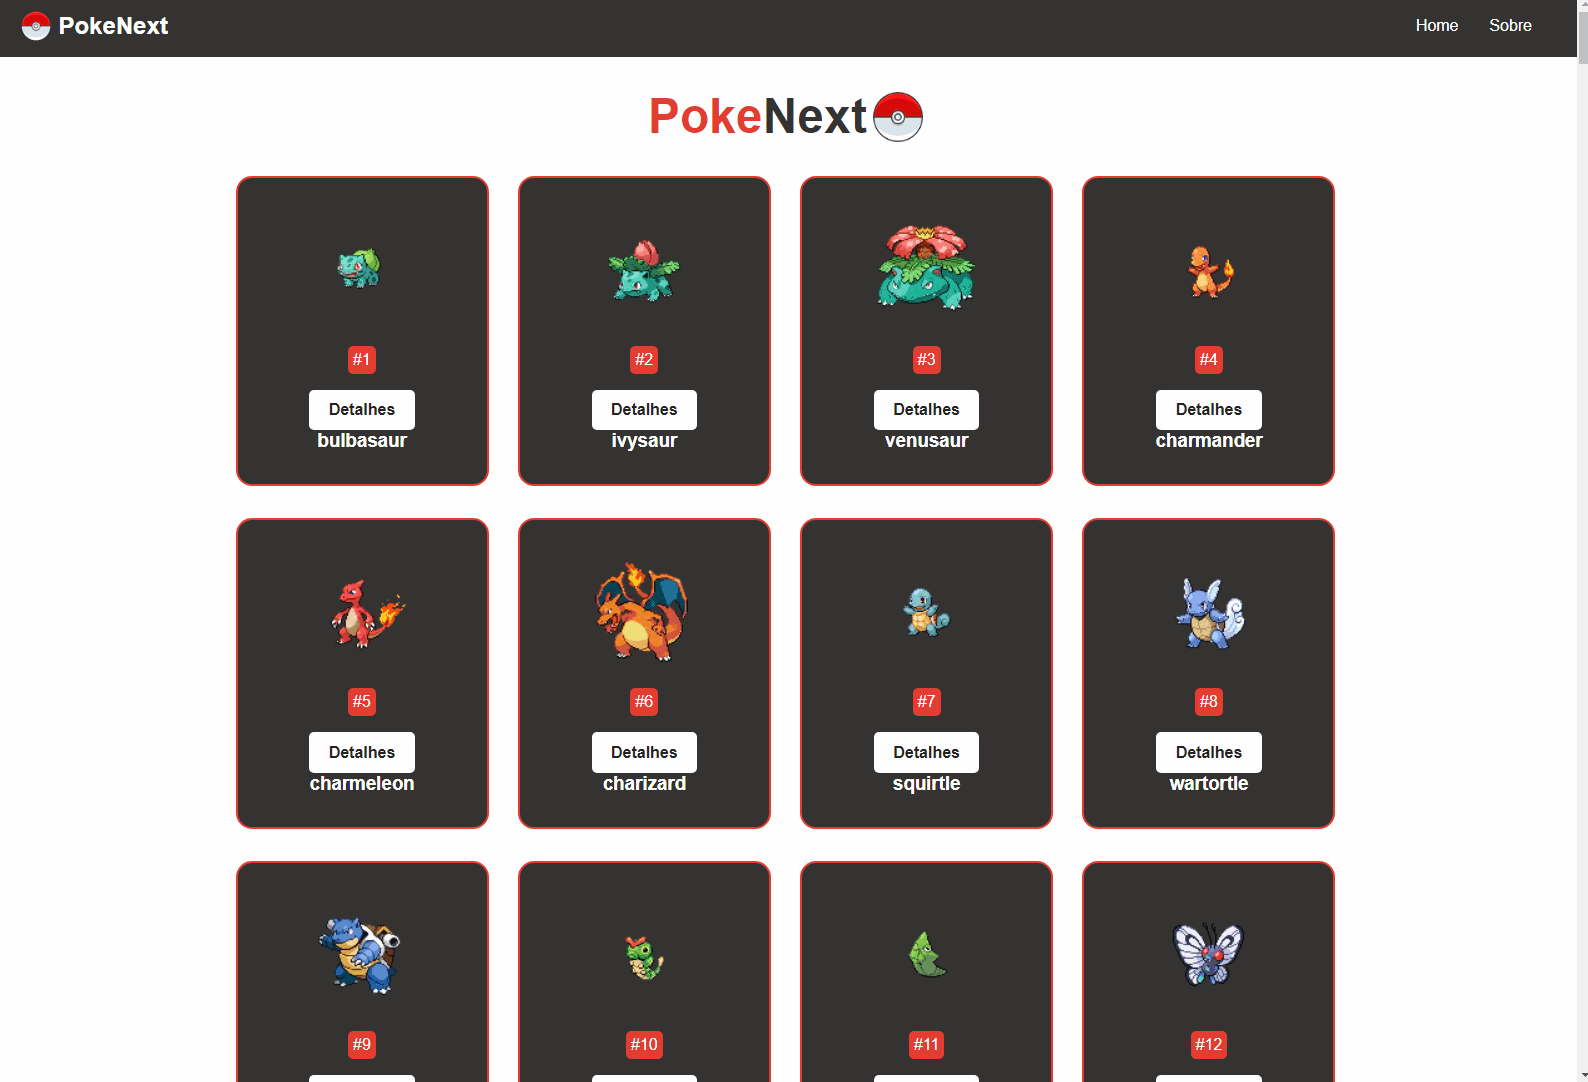 PokeNext
Home Sobre
PokeNext
#1 #2 #3 #4
Detalhes Detalhes Detalhes Detalhes
bulbasaur ivysaur venusaur charmander
#5 #6 #7 #8
Detalhes Detalhes Detalhes Detalhes
charmeleon charizard squirtle wartortle
#9 #10 #11 #12